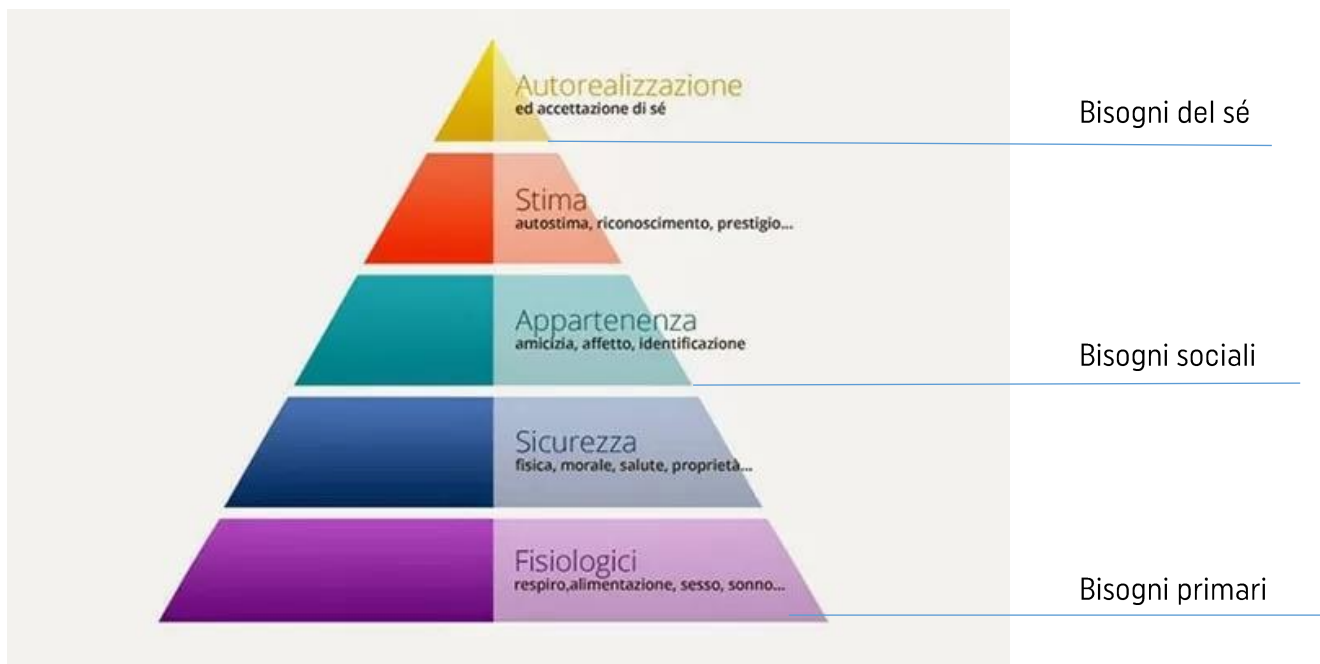 Autorealizzazione
ed accettazione di sé
Bisogni del sé
Stima
autostima, riconoscimento, prestigio...
Appartenenza
amicizia, affetto, identificazione
Bisogni sociali
Sicurezza
fisica, morale, salute, proprietà...
Fisiologici
respiro,alimentazione, sesso, sonno...
Bisogni primari